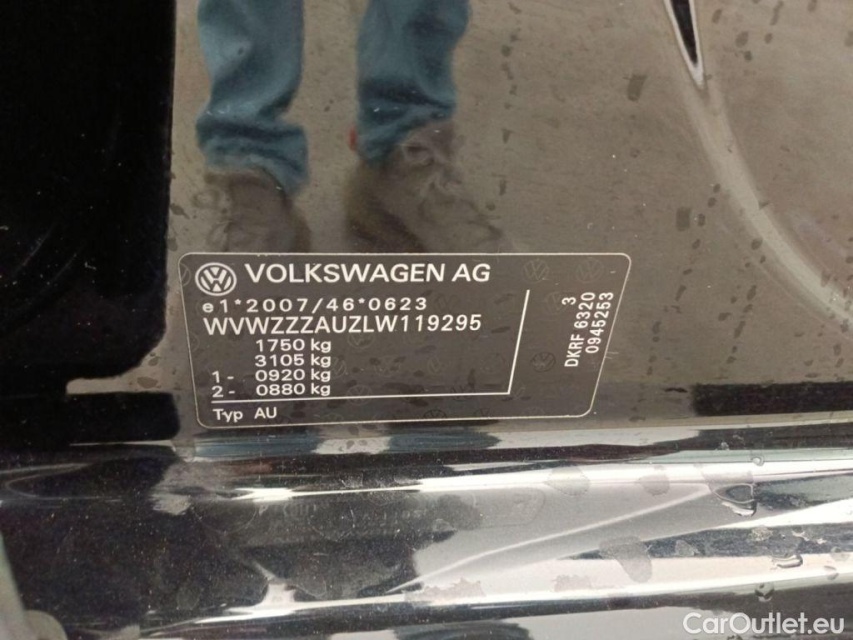 VOLKSWAGEN AG
e1*2007/46*0623
WVWZZZAUZLW119295
1750 kg
3105 kg
1- 0920 kg
2- 0880 kg
Typ AU
3
DKRF 6320
0945253
CarOutlet.eu